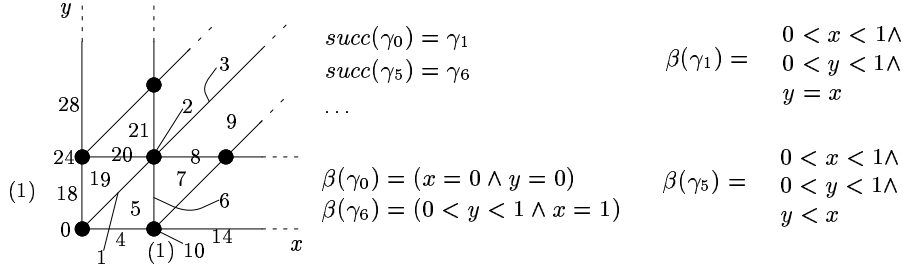 y
3
28
2
9
21
24
20
8
19
7
(1)
18
6
5
0
14
4
x
1
(1)
10
succ(γ₀) = γ₁
succ(γ₅) = γ₆
...
β(γ₀) = (x = 0 ∧ y = 0)
β(γ₆) = (0 < y < 1 ∧ x = 1)
β(γ₁) =
0 < x < 1∧
0 < y < 1∧
y = x
β(γ₅) =
0 < x < 1∧
0 < y < 1∧
y < x